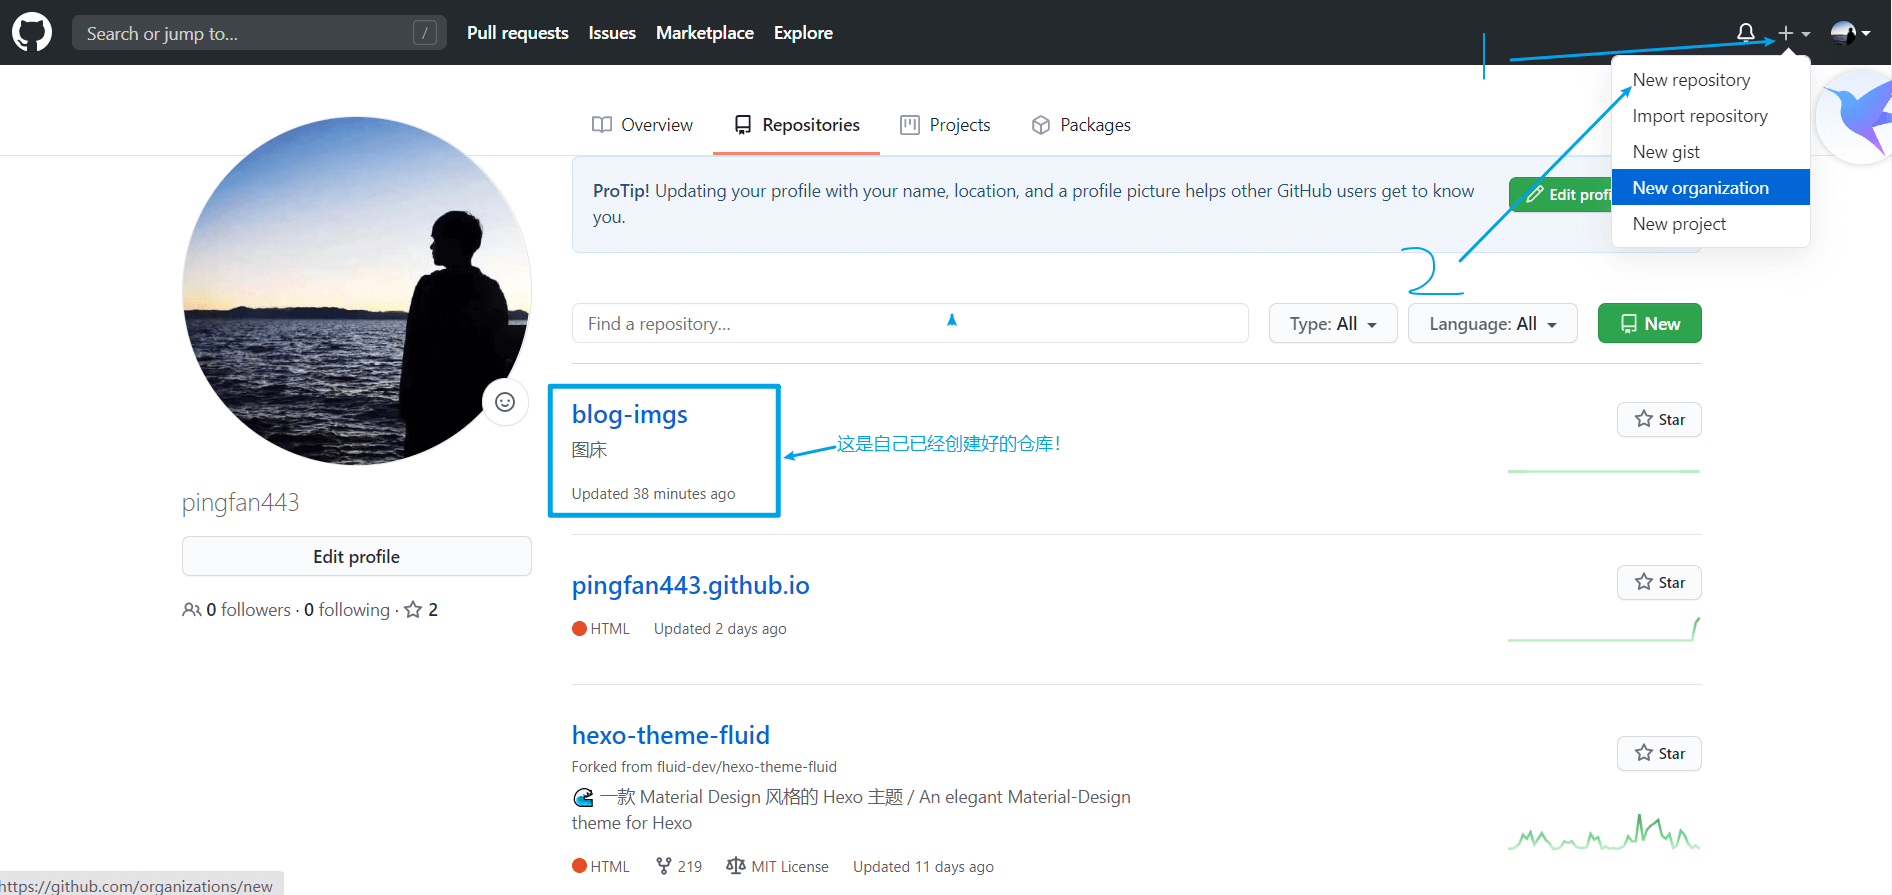 Search or jump to...
/
Pull requests
Issues
Marketplace
Explore
1
New repository
Import repository
New gist
New organization
New project
Overview
Repositories
Projects
Packages
ProTip! Updating your profile with your name, location, and a profile picture helps other GitHub users get to know
you.
Edit profi
2
Find a repository...
Type: All
Language: All
New
blog-imgs
图床
Updated 38 minutes ago
这是自己已经创建好的仓库！
Star
pingfan443
Edit profile
0 followers · 0 following · 2
pingfan443.github.io
HTML
Updated 2 days ago
Star
hexo-theme-fluid
Forked from fluid-dev/hexo-theme-fluid
一款 Material Design 风格的 Hexo 主题 / An elegant Material-Design
theme for Hexo
HTML
219
MIT License
Updated 11 days ago
Star
https://github.com/organizations/new